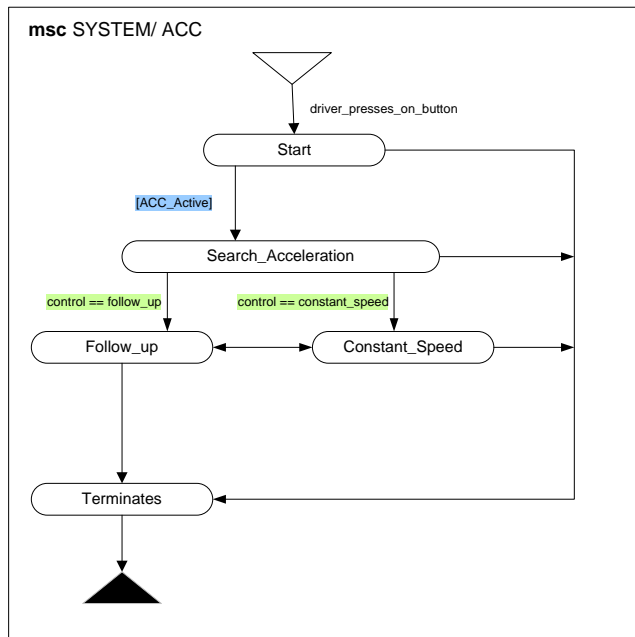 msc SYSTEM/ ACC
driver_presses_on_button
Start
[ACC_Active]
Search_Acceleration
control == follow_up
control == constant_speed
Follow_up
Constant_Speed
Terminates